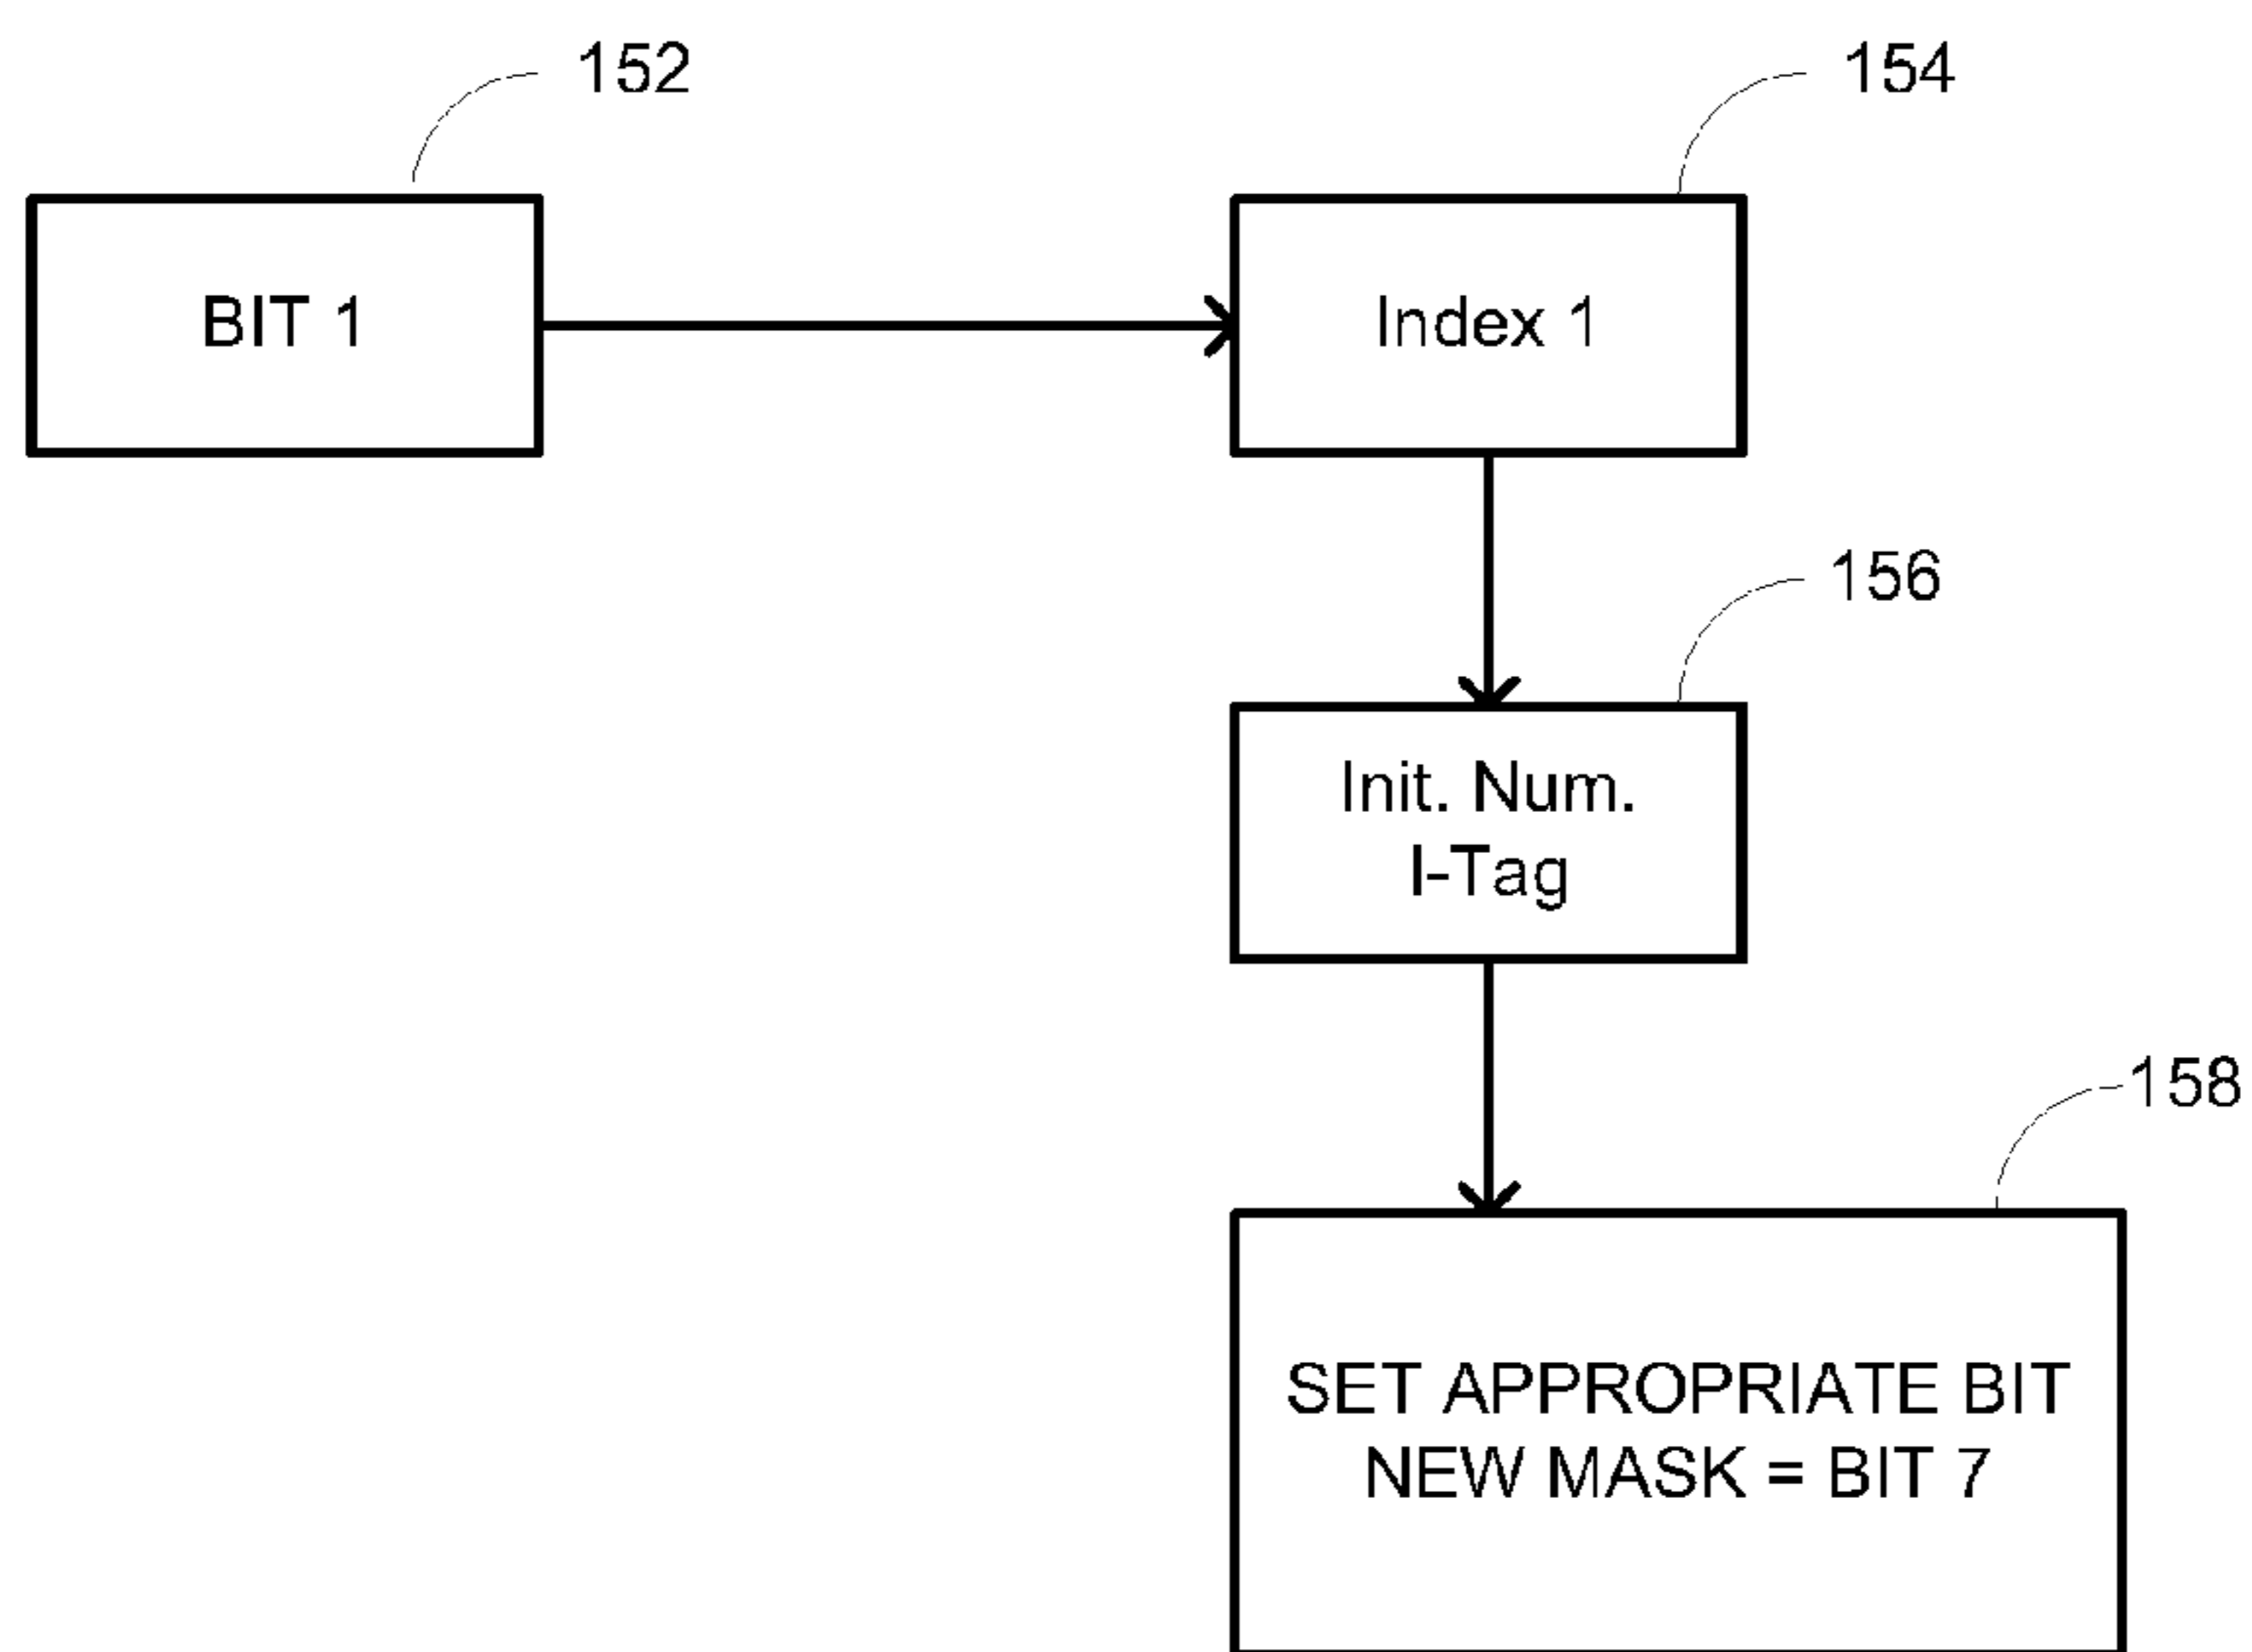 152
154
BIT 1
Index 1
156
Init. Num.
I-Tag
158
SET APPROPRIATE BIT
NEW MASK = BIT 7